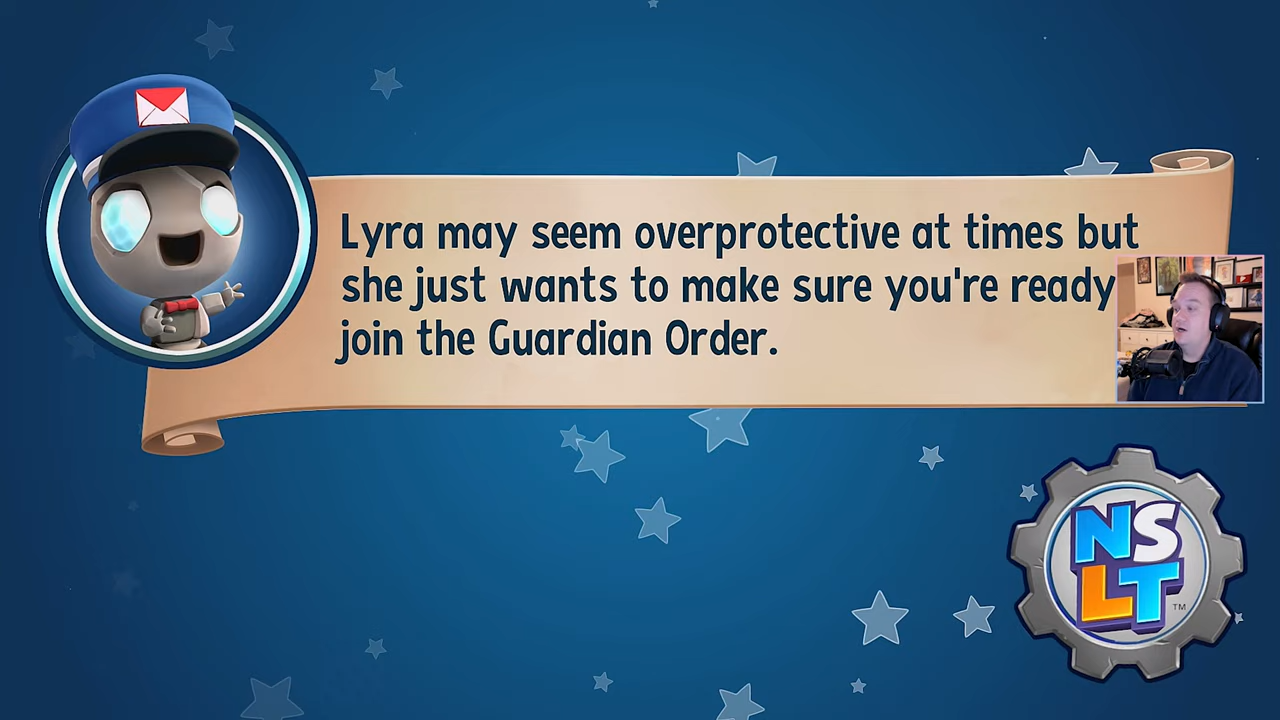 Lyra may seem overprotective at times but
she just wants to make sure you're ready
join the Guardian Order.
NS
LT
TM